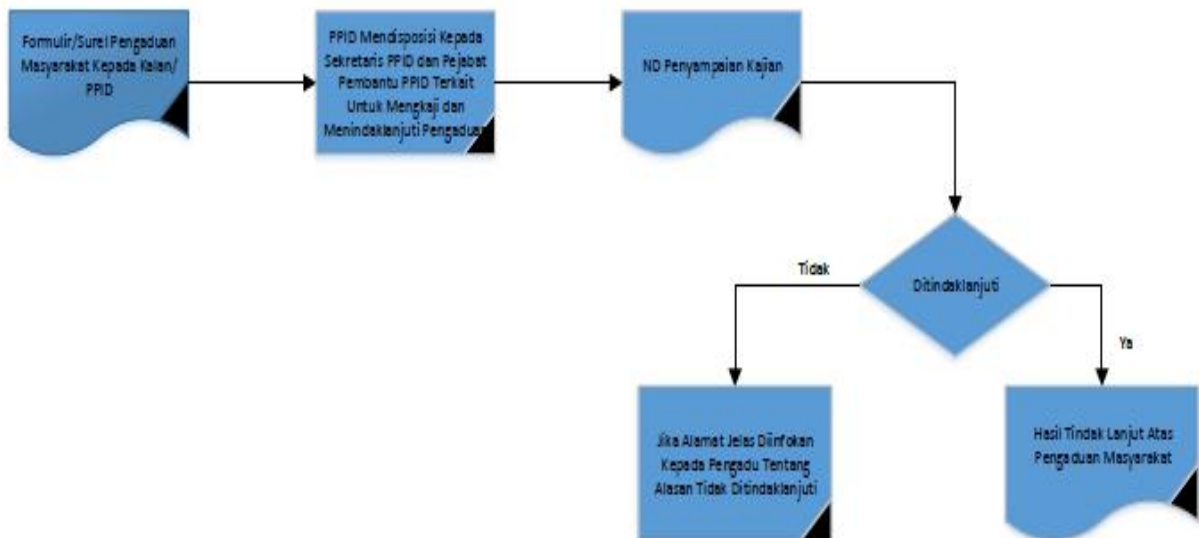 Formulir/Surel Pengaduan
Masyarakat Kepada Kalan/
PPID
PPID Mendisposisi Kepada
Sekretaris PPID dan Pejabat
Pembantu PPID Terkait
Untuk Mengkaji dan
Menindaklanjuti Pengaduan
ND Penyampaian Kajian
Ditindaklanjuti
Tidak
Ya
Jika Alamat Jelas Diinfokan
Kepada Pengadu Tentang
Alasan Tidak Ditindaklanjuti
Hasil Tindak Lanjut Atas
Pengaduan Masyarakat